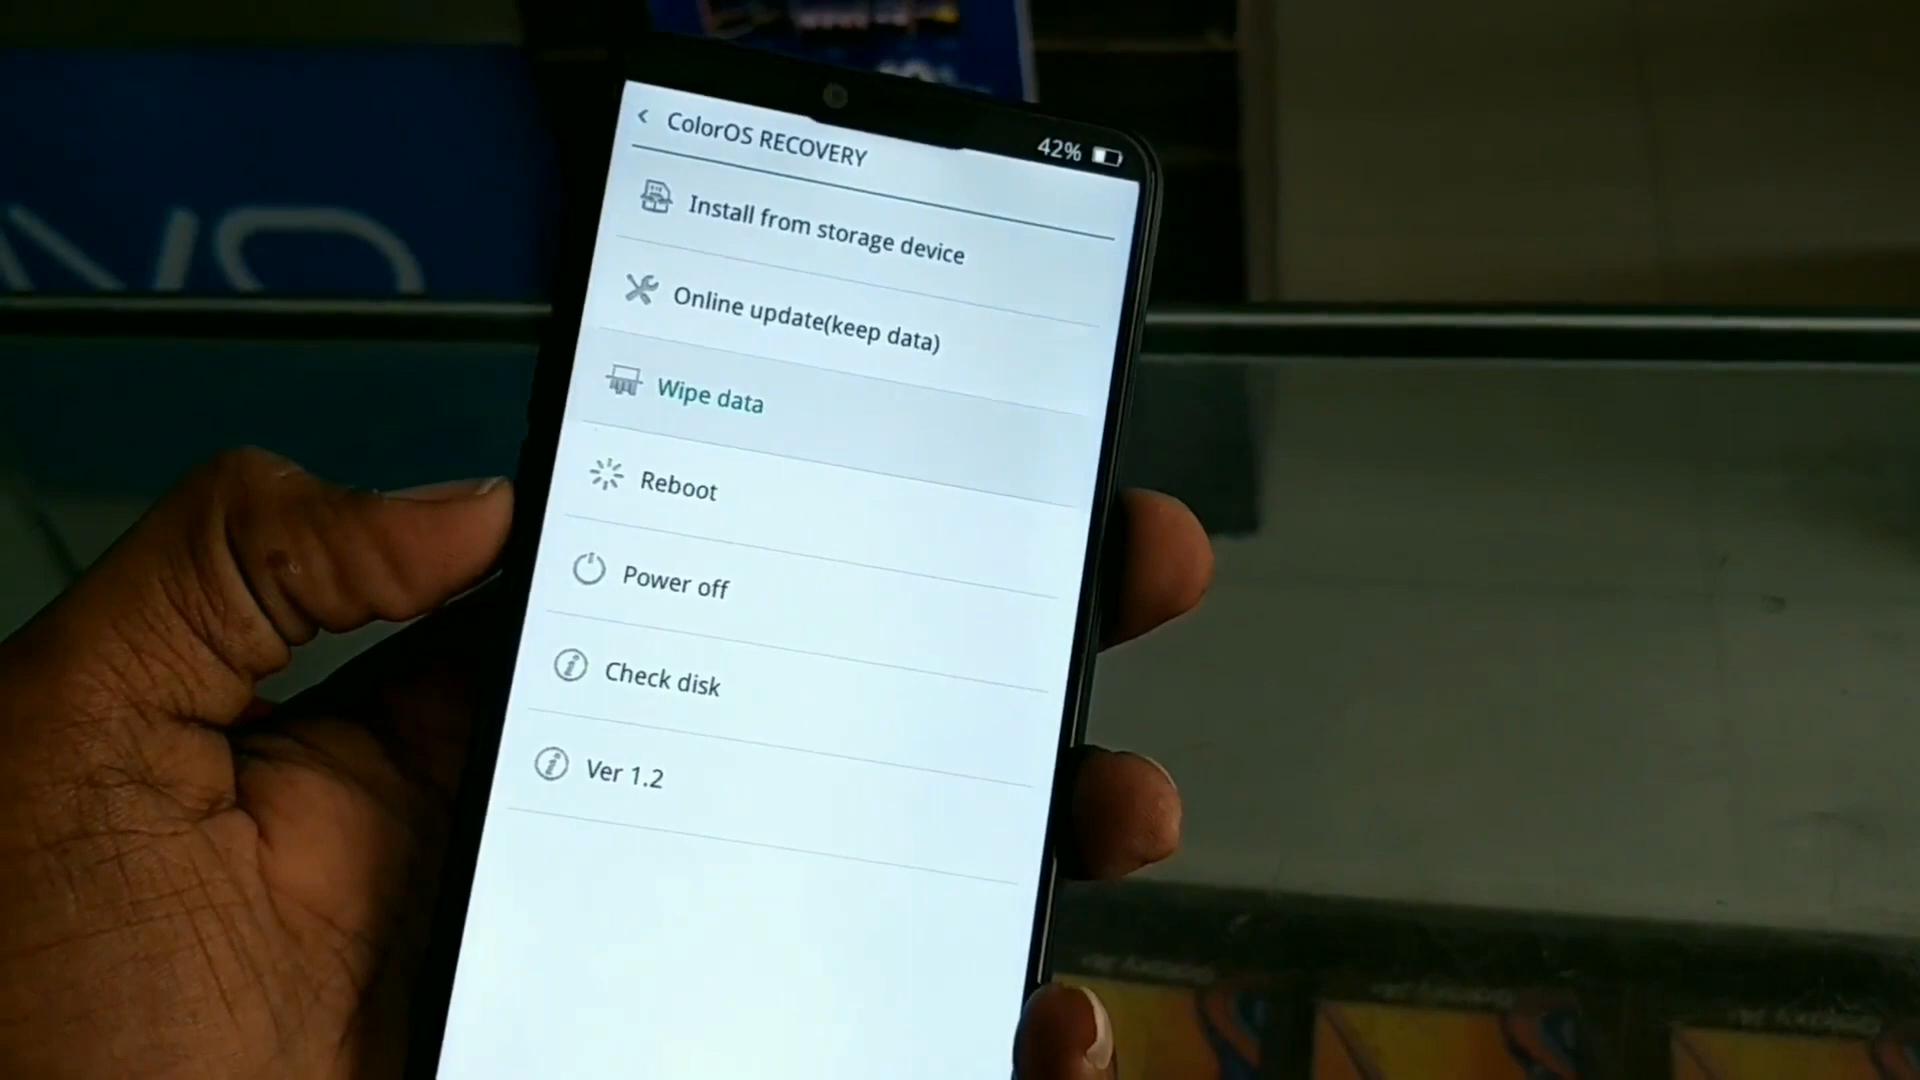 42%
ColorOS RECOVERY
Install from storage device
Online update(keep data)
Wipe data
Reboot
Power off
Check disk
Ver 1.2